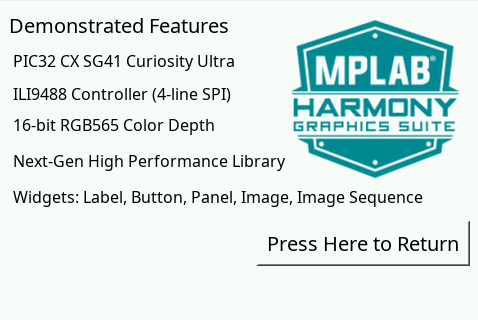 Demonstrated Features
PIC32 CX SG41 Curiosity Ultra
ILI9488 Controller (4-line SPI)
16-bit RGB565 Color Depth
Next-Gen High Performance Library
Widgets: Label, Button, Panel, Image, Image Sequence
MPLAB®
HARMONY
GRAPHICS SUITE
Press Here to Return